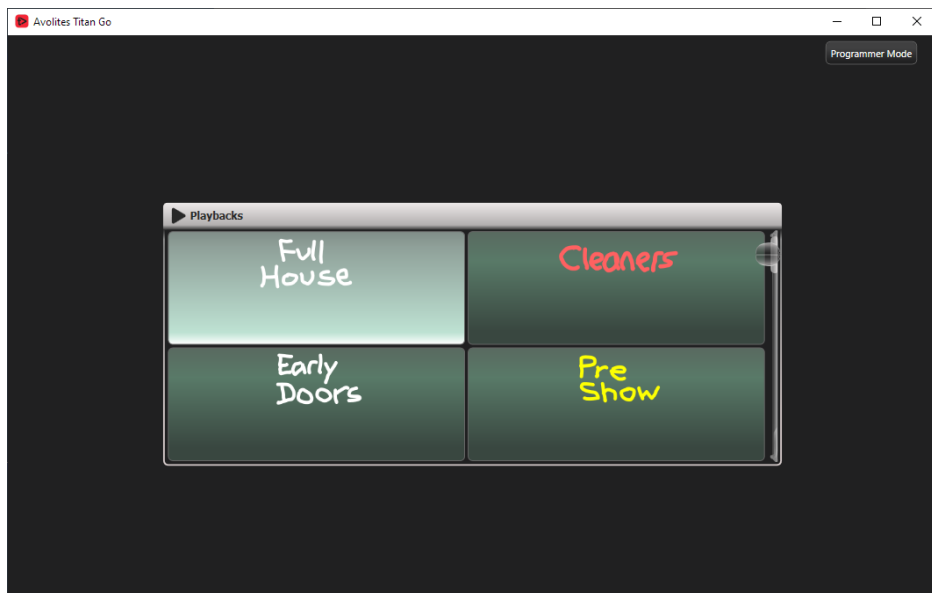 Avolites Titan Go
Programmer Mode
Playbacks
Full
House
Cleaners
Early
Doors
Pre
Show